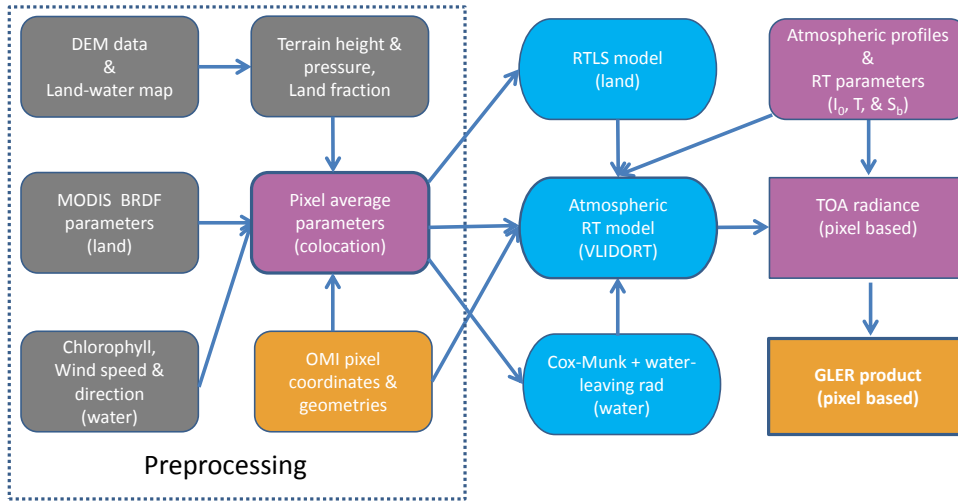 DEM data
&
Land-water map
Terrain height &
pressure,
Land fraction
RTLS model
(land)
Atmospheric profiles
&
RT parameters
(I0, T, & Sb)
MODIS BRDF
parameters
(land)
Pixel average
parameters
(colocation)
Atmospheric
RT model
(VLIDORT)
TOA radiance
(pixel based)
Chlorophyll,
Wind speed &
direction
(water)
OMI pixel
coordinates &
geometries
Cox-Munk + water-
leaving rad
(water)
GLER product
(pixel based)
Preprocessing